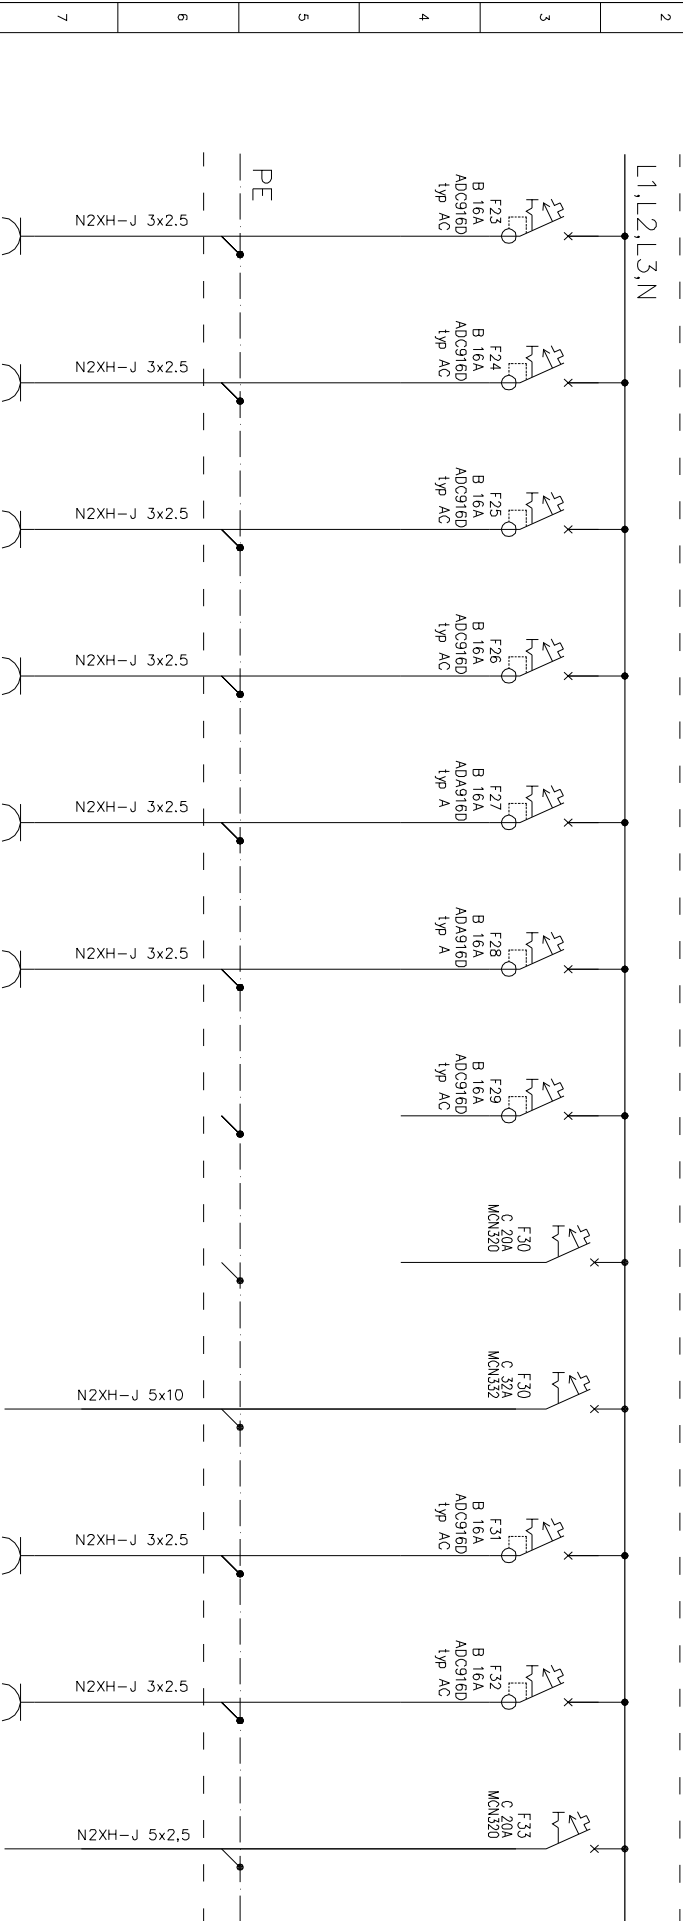 7
6
5
4
3
2
L1,L2,L3,N
PE
F23
B 16A
ADC916D
typ AC
N2XH-J 3x2.5
F24
B 16A
ADC916D
typ AC
N2XH-J 3x2.5
F25
B 16A
ADC916D
typ AC
N2XH-J 3x2.5
F26
B 16A
ADC916D
typ AC
N2XH-J 3x2.5
F27
B 16A
ADA916D
typ A
N2XH-J 3x2.5
F28
B 16A
ADA916D
typ A
N2XH-J 3x2.5
F29
B 16A
ADC916D
typ AC
F30
C 20A
MCN320
F30
C 32A
MCN332
N2XH-J 5x10
F31
B 16A
ADC916D
typ AC
N2XH-J 3x2.5
F32
B 16A
ADC916D
typ AC
N2XH-J 3x2.5
F33
C 20A
MCN320
N2XH-J 5x2,5